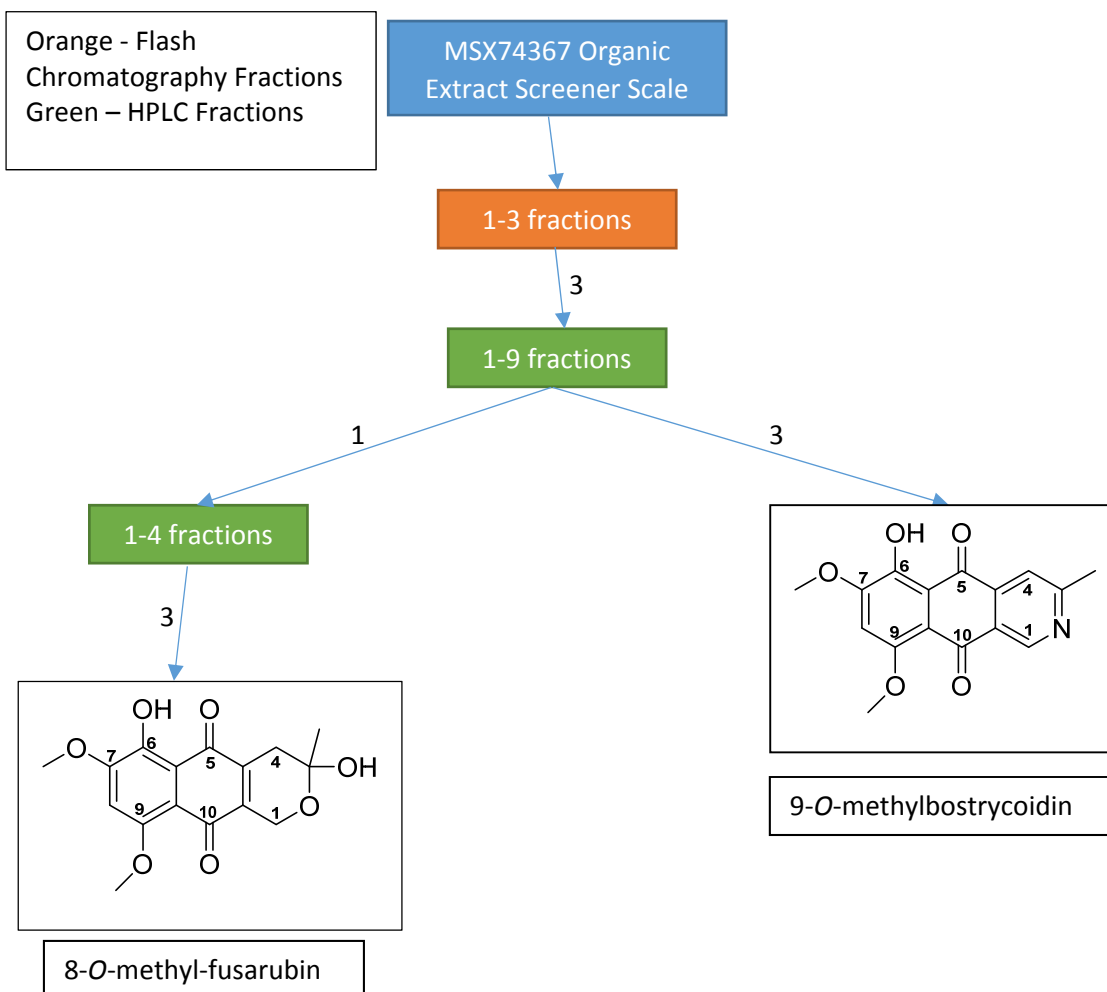 Orange - Flash
Chromatography Fractions
Green – HPLC Fractions
MSX74367 Organic
Extract Screener Scale
1-3 fractions
3
1-9 fractions
1
3
1-4 fractions
3
OH
O
O
6
7
5
4
9
10
1
N
O
O
9-O-methylbostrycoidin
OH
O
O
6
7
5
4
OH
9
10
1
O
O
O
8-O-methyl-fusarubin